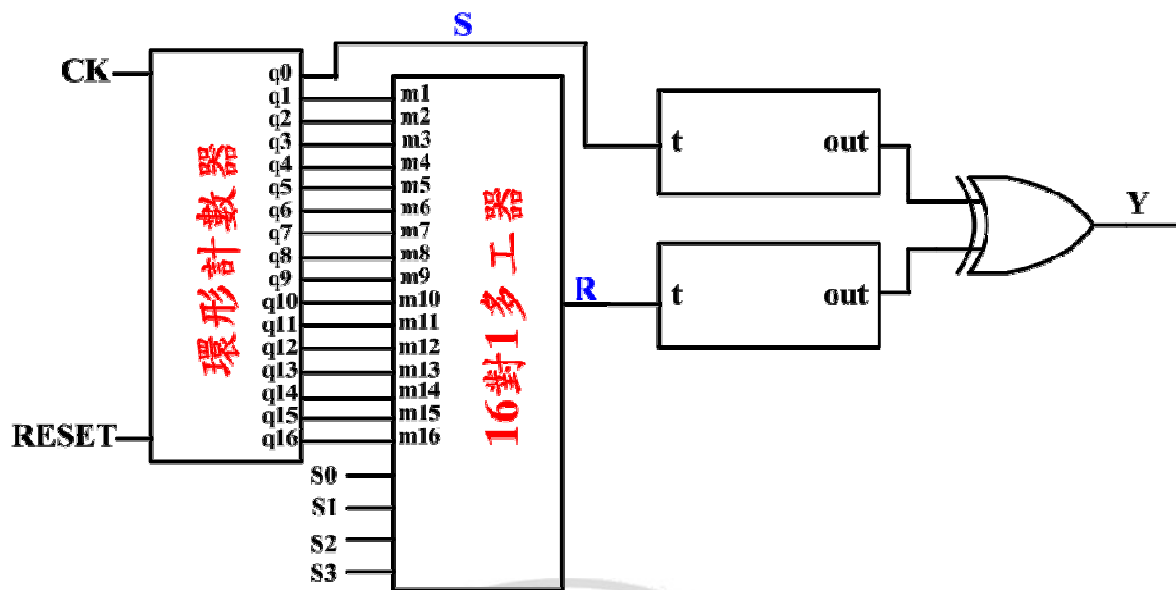 S
CK
RESET
環形計數器
q0
q1
q2
q3
q4
q5
q6
q7
q8
q9
q10
q11
q12
q13
q14
q15
q16
m1
m2
m3
m4
m5
m6
m7
m8
m9
m10
m11
m12
m13
m14
m15
m16
S0
S1
S2
S3
16對1多工器
R
t
out
t
out
Y